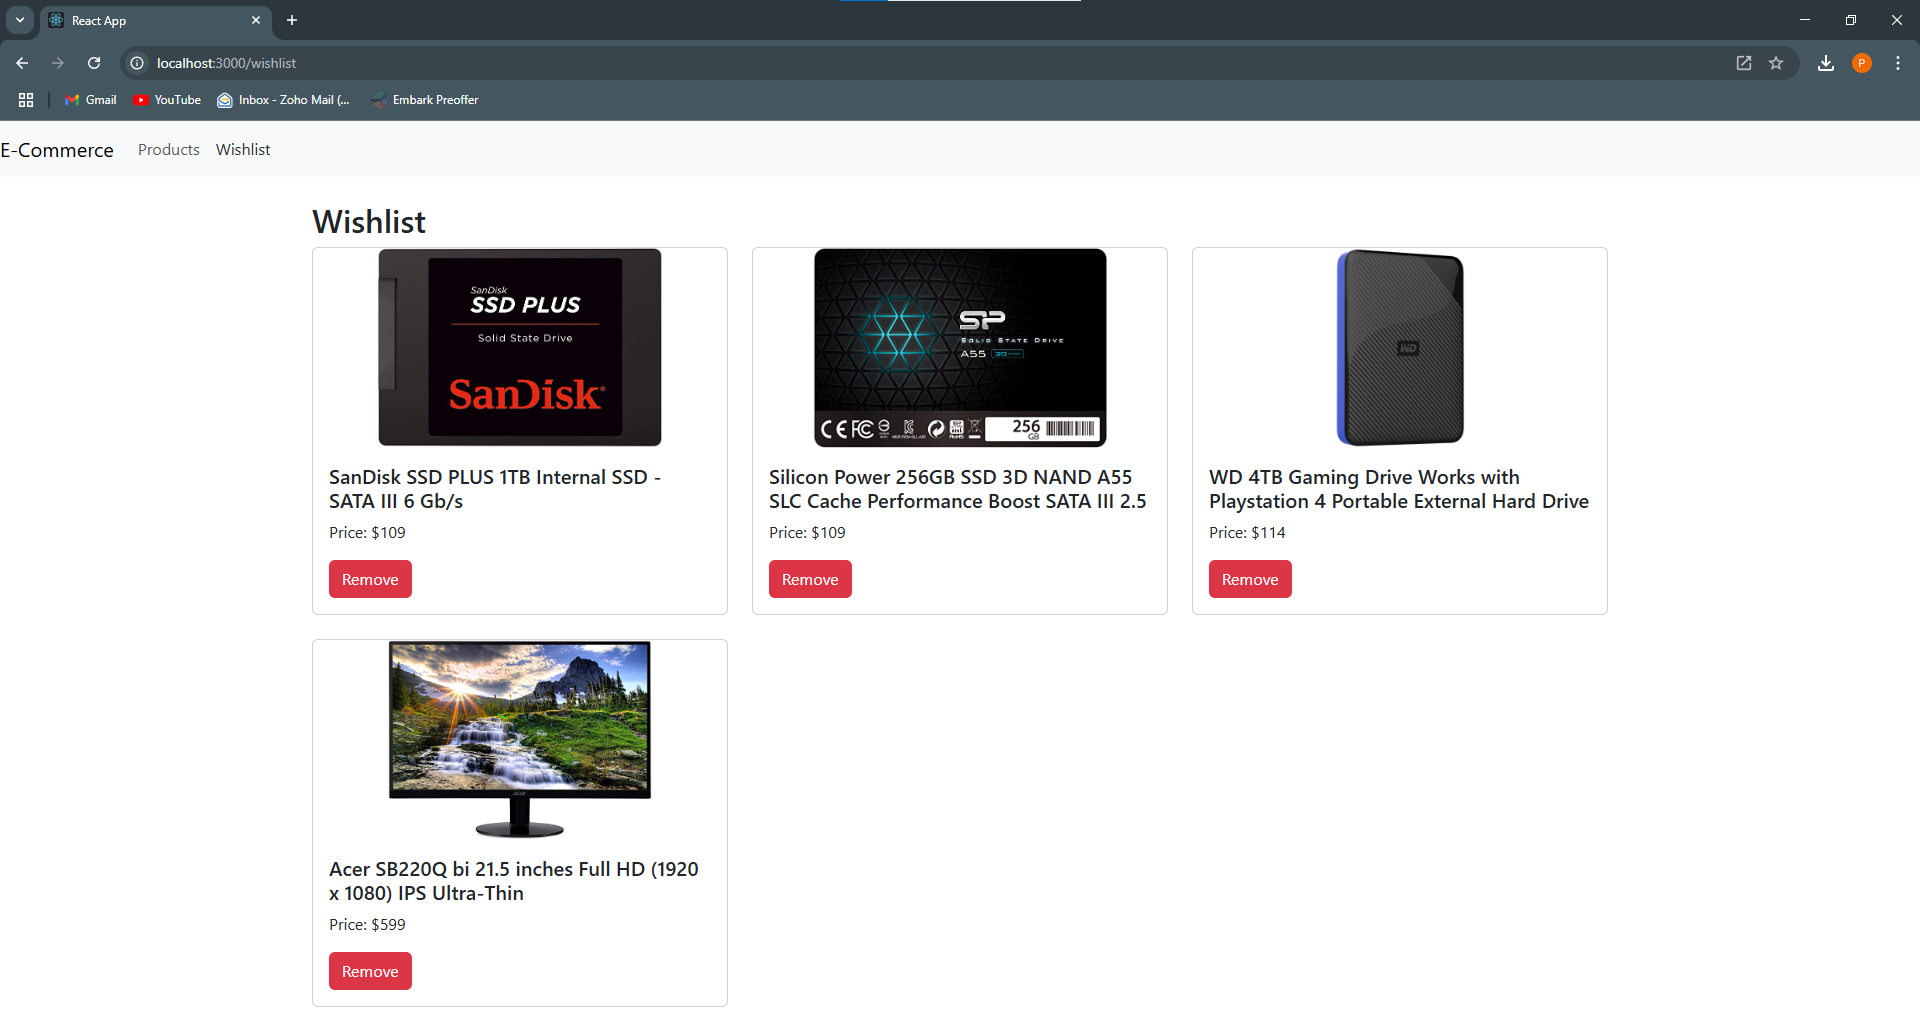 React App
localhost:3000/wishlist
P
Gmail
YouTube
Inbox - Zoho Mail (...
Embark Preoffer
E-Commerce
Products
Wishlist
Wishlist
SanDisk
SSD PLUS
Solid State Drive
SanDisk
SP
Solid State Drive
A55
256
GB
WD
SanDisk SSD PLUS 1TB Internal SSD -
SATA III 6 Gb/s
Price: $109
Remove
Silicon Power 256GB SSD 3D NAND A55
SLC Cache Performance Boost SATA III 2.5
Price: $109
Remove
WD 4TB Gaming Drive Works with
Playstation 4 Portable External Hard Drive
Price: $114
Remove
Acer SB220Q bi 21.5 inches Full HD (1920
x 1080) IPS Ultra-Thin
Price: $599
Remove